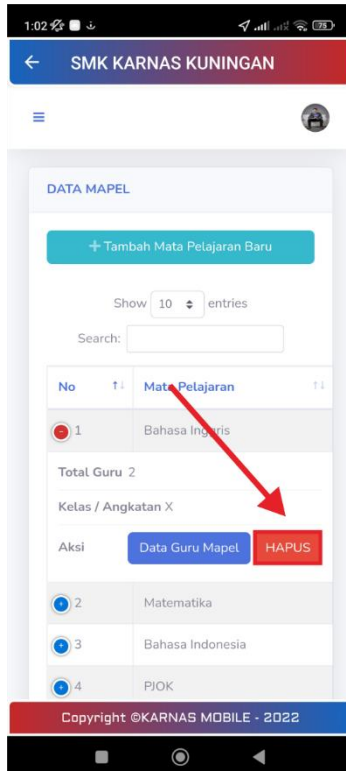 1:02
75
SMK KARNAS KUNINGAN
DATA MAPEL
+ Tambah Mata Pelajaran Baru
Show 10 entries
Search:
No Mata Pelajaran
1 Bahasa Inggris
Total Guru 2
Kelas / Angkatan X
Aksi Data Guru Mapel HAPUS
2 Matematika
3 Bahasa Indonesia
4 PJOK
Copyright ©KARNAS MOBILE - 2022